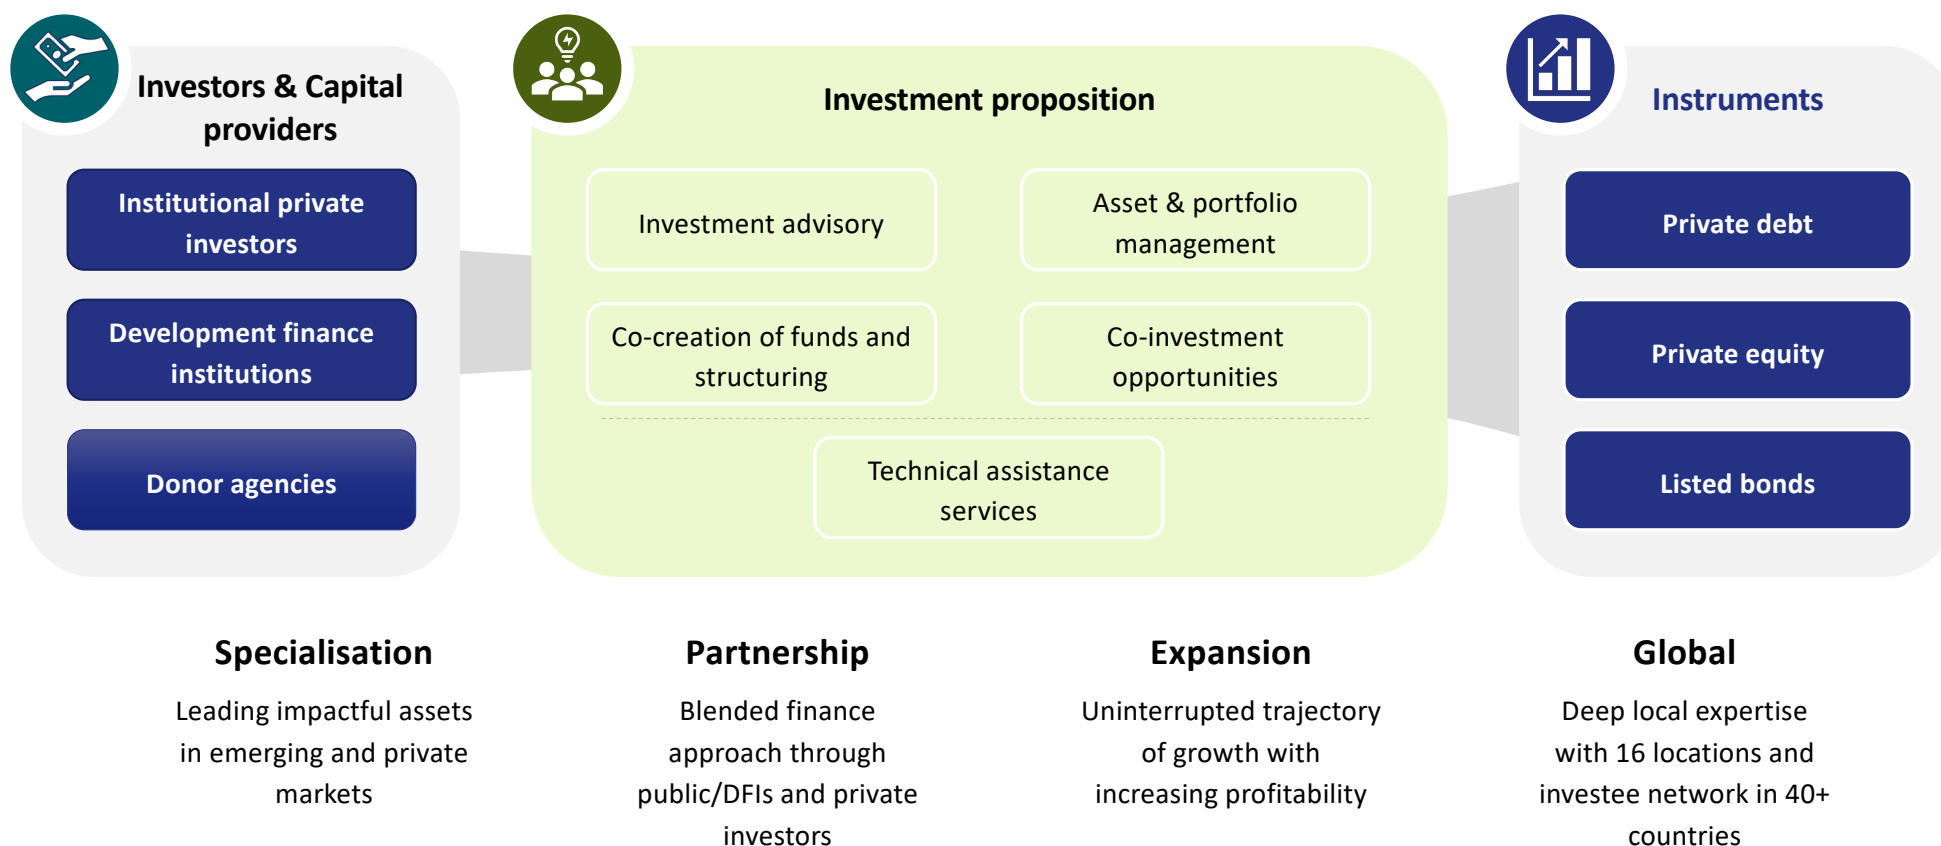 Investors & Capital
providers
Institutional private
investors
Development finance
institutions
Donor agencies
Investment proposition
Investment advisory
Asset & portfolio
management
Co-creation of funds and
structuring
Co-investment
opportunities
Technical assistance
services
Instruments
Private debt
Private equity
Listed bonds
Specialisation
Leading impactful assets
in emerging and private
markets
Partnership
Blended finance
approach through
public/DFIs and private
investors
Expansion
Uninterrupted trajectory
of growth with
increasing profitability
Global
Deep local expertise
with 16 locations and
investee network in 40+
countries